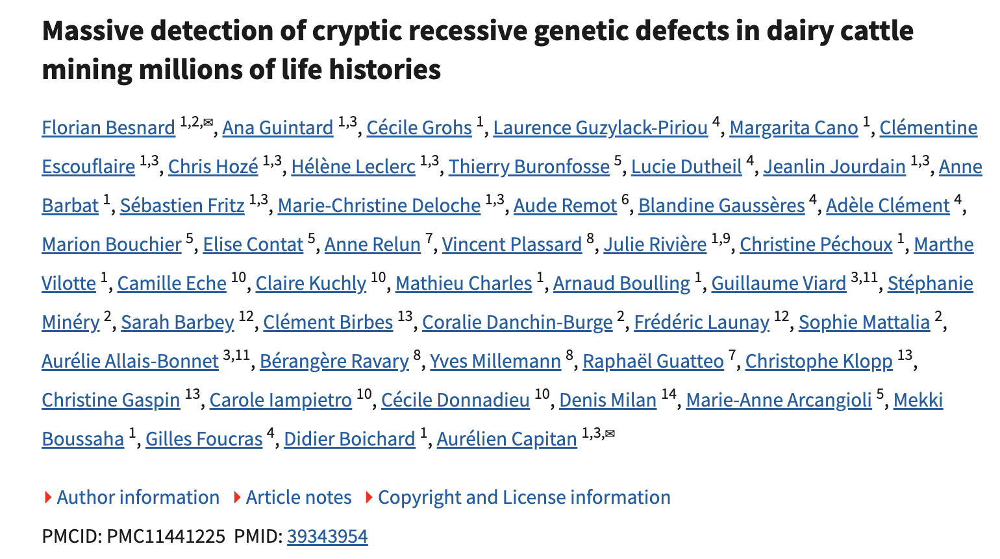 Massive detection of cryptic recessive genetic defects in dairy cattle
mining millions of life histories
Florian Besnard 1,2,✉, Ana Guintard 1,3, Cécile Grohs 1, Laurence Guzylack-Piriou 4, Margarita Cano 1, Clémentine
Escouflaire 1,3, Chris Hozé 1,3, Hélène Leclerc 1,3, Thierry Buronfosse 5, Lucie Dutheil 4, Jeanlin Jourdain 1,3, Anne
Barbat 1, Sébastien Fritz 1,3, Marie-Christine Deloche 1,3, Aude Remot 6, Blandine Gaussères 4, Adèle Clément 4,
Marion Bouchier 5, Elise Contat 5, Anne Relun 7, Vincent Plassard 8, Julie Rivière 1,9, Christine Péchoux 1, Marthe
Vilotte 1, Camille Eche 10, Claire Kuchly 10, Mathieu Charles 1, Arnaud Boulling 1, Guillaume Viard 3,11, Stéphanie
Minéry 2, Sarah Barbey 12, Clément Birbes 13, Coralie Danchin-Burge 2, Frédéric Launay 12, Sophie Mattalia 2,
Aurélie Allais-Bonnet 3,11, Bérangère Ravary 8, Yves Millemann 8, Raphaël Guatteo 7, Christophe Klopp 13,
Christine Gaspin 13, Carole Iampietro 10, Cécile Donnadieu 10, Denis Milan 14, Marie-Anne Arcangioli 5, Mekki
Boussaha 1, Gilles Foucras 4, Didier Boichard 1, Aurélien Capitan 1,3,✉
Author information Article notes Copyright and License information
PMCID: PMC11441225 PMID: 39343954